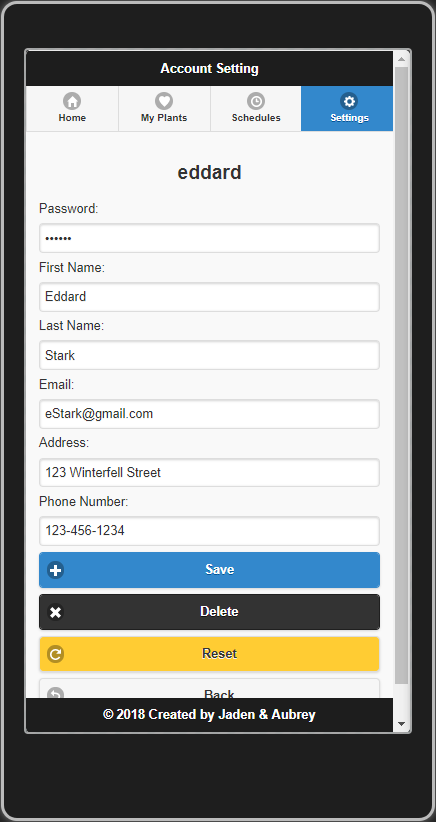 Account Setting
Home My Plants Schedules Settings
eddard
Password:
••••••
First Name:
Eddard
Last Name:
Stark
Email:
eStark@gmail.com
Address:
123 Winterfell Street
Phone Number:
123-456-1234
Save
Delete
Reset
Back
© 2018 Created by Jaden & Aubrey